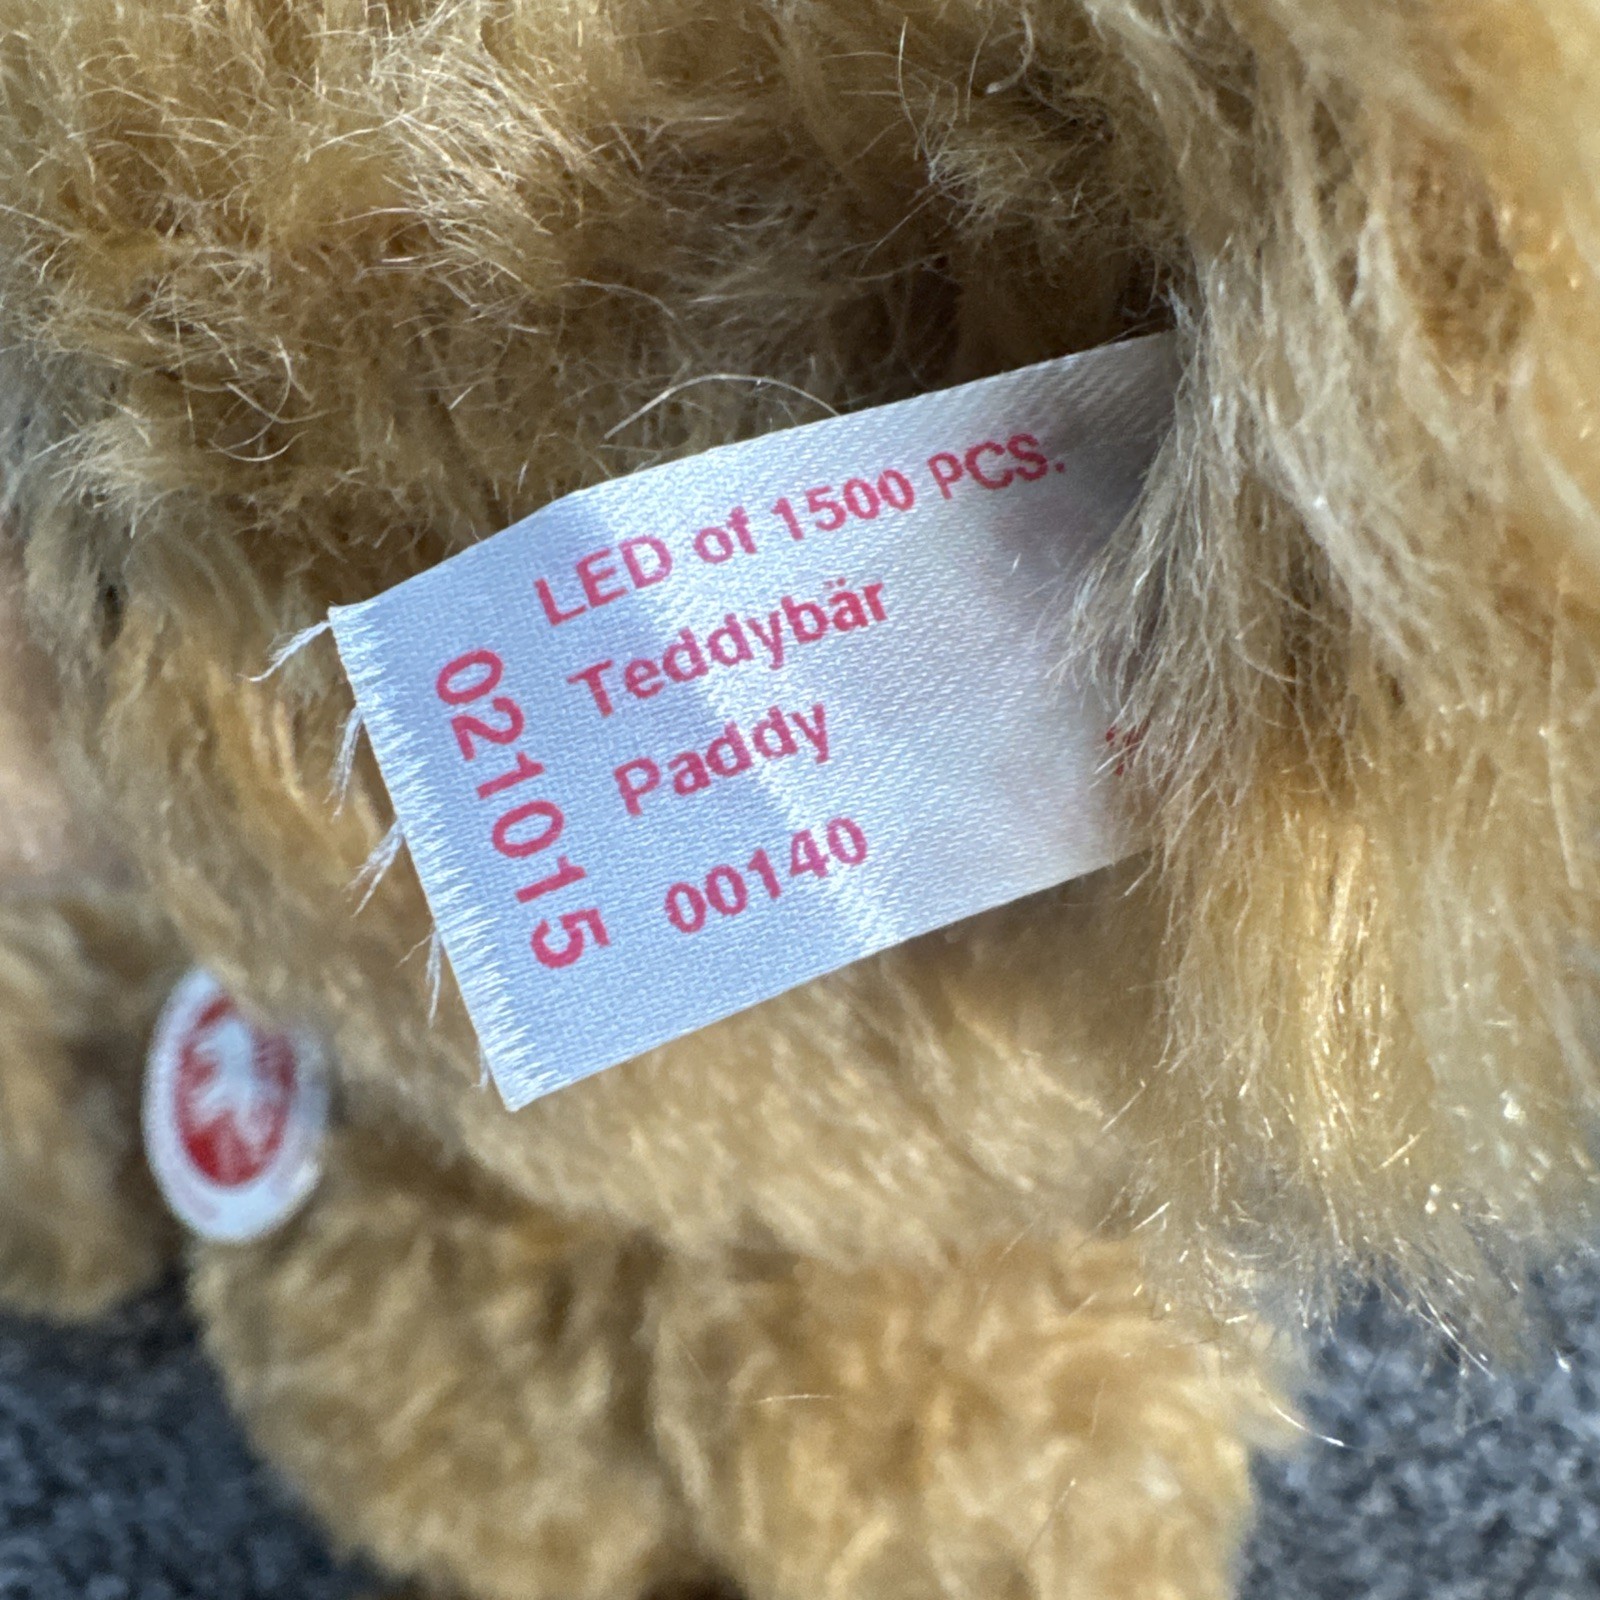 LED of 1500 PCS.
Teddybär
Paddy
00140
021015